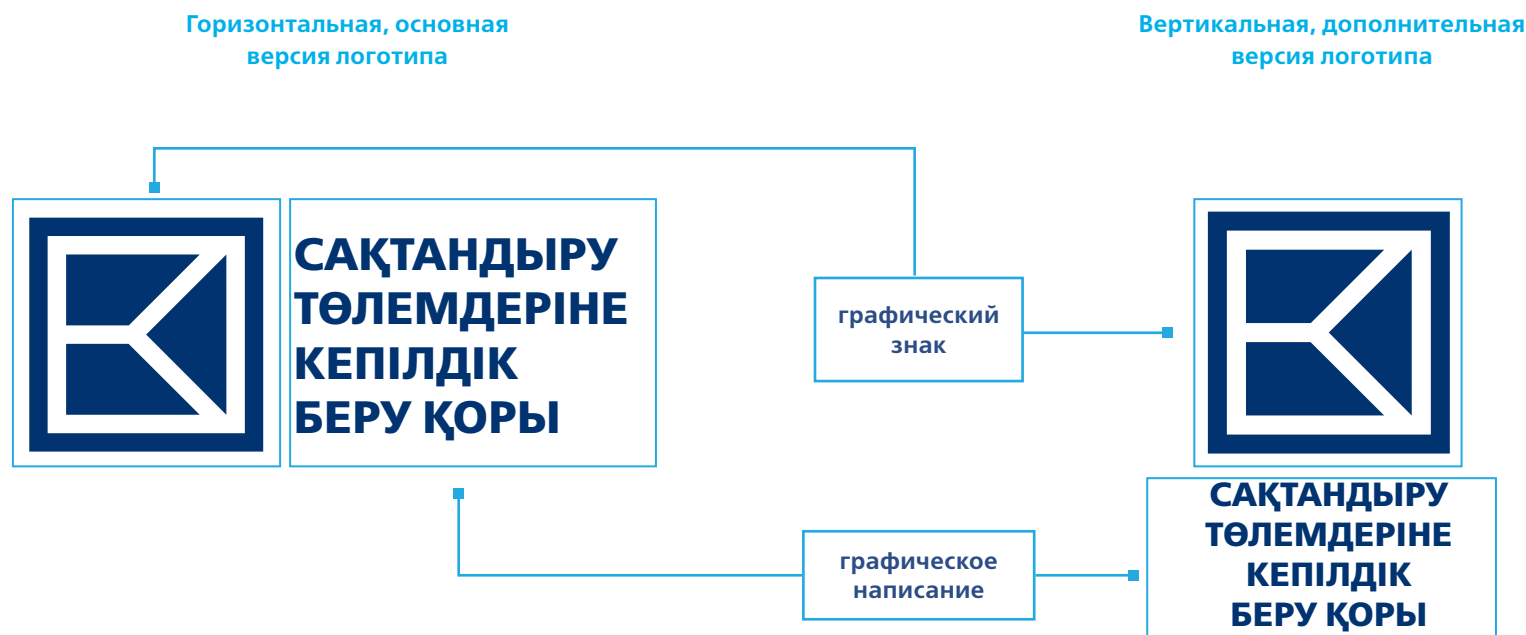 Горизонтальная, основная
версия логотипа
Вертикальная, дополнительная
версия логотипа
САҚТАНДЫРУ
ТӨЛЕМДЕРІНЕ
КЕПІЛДІК
БЕРУ ҚОРЫ
графический
знак
САҚТАНДЫРУ
ТӨЛЕМДЕРІНЕ
КЕПІЛДІК
БЕРУ ҚОРЫ
графическое
написание